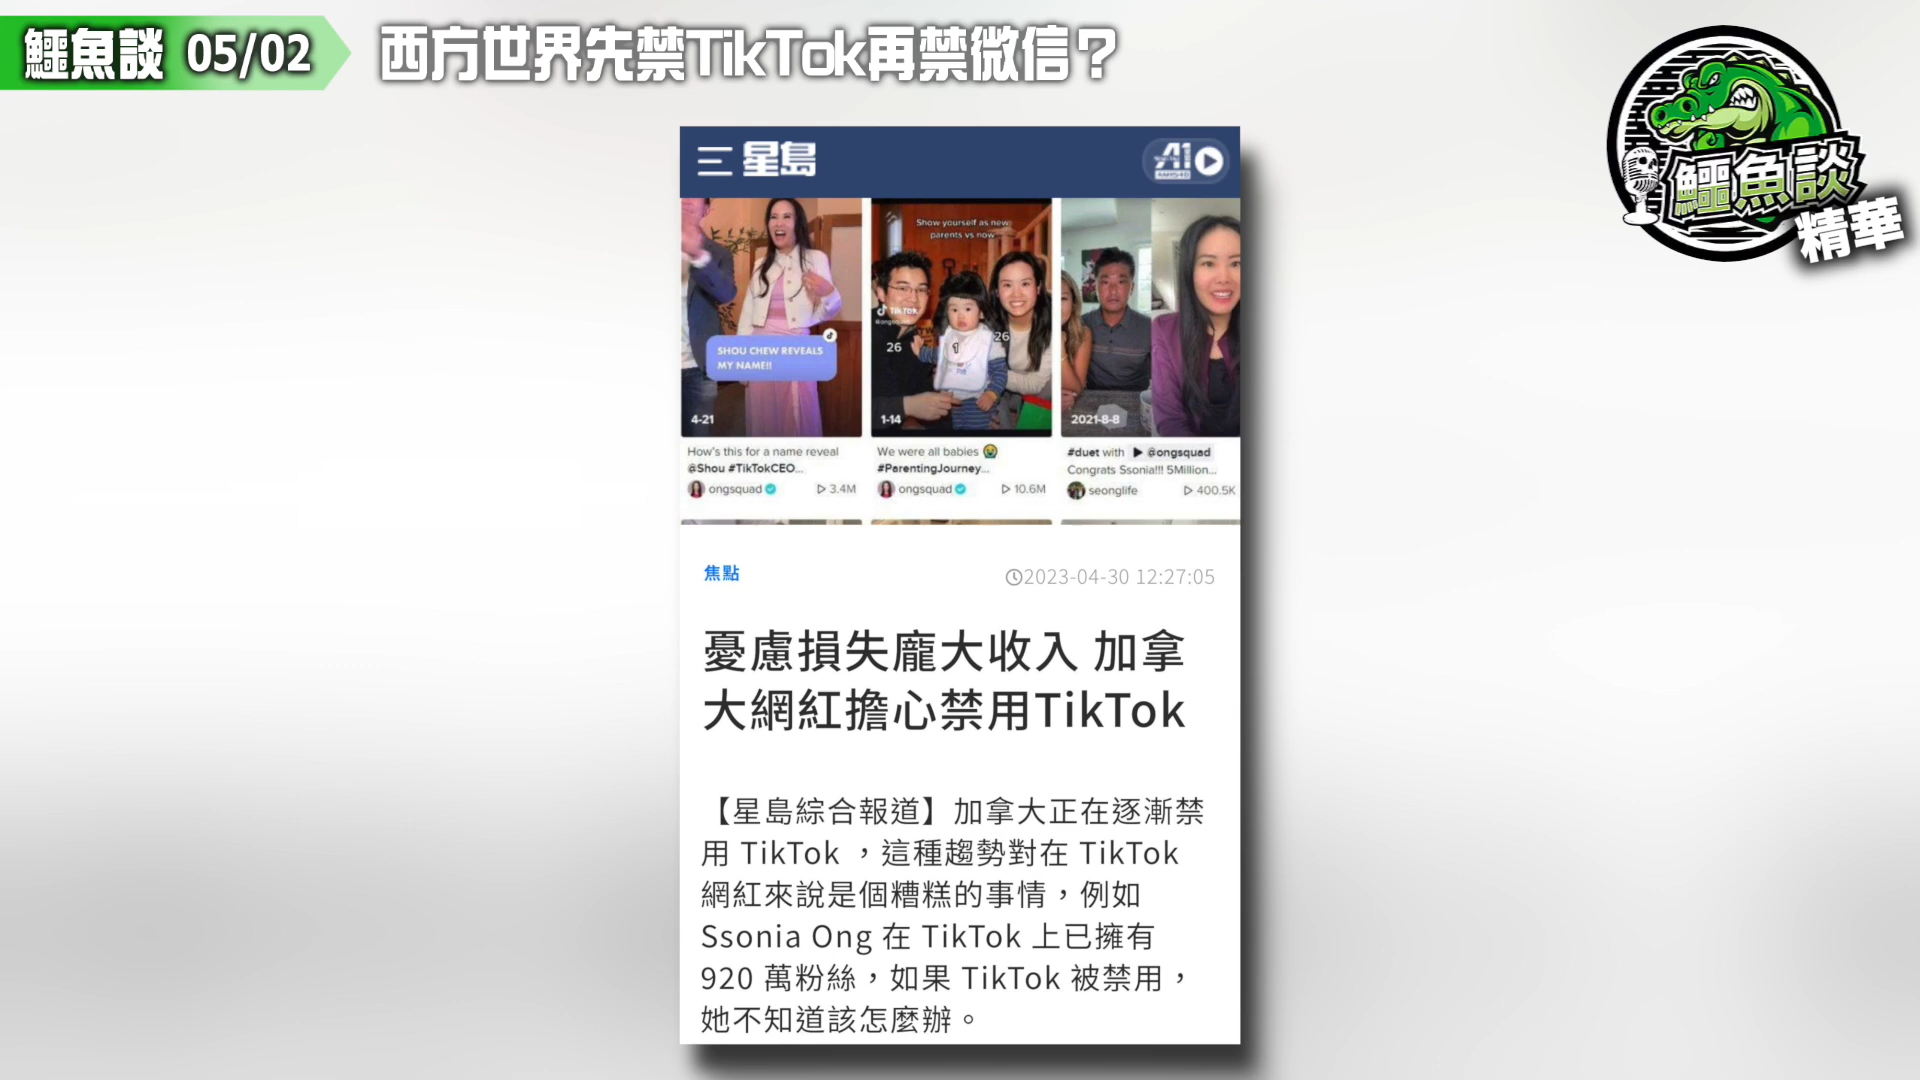 鱷魚談 05/02
西方世界先禁TikTok再禁微信？
鱷魚談
精華
星島
A1
Show yourself as new
parents vs now
TikTok
26
26
1
SHOU CHEW REVEALS
MY NAME!!
4-21
1-14
2021-8-8
How's this for a name reveal
@Shou #TikTokCEO...
ongsquad
3.4M
We were all babies 😭
#ParentingJourney...
ongsquad
10.6M
#duet with ▶ @ongsquad
Congrats Ssonia!!! 5Million...
seonglife
400.5K
焦點
2023-04-30 12:27:05
憂慮損失龐大收入 加拿
大網紅擔心禁用TikTok
【星島綜合報道】加拿大正在逐漸禁
用 TikTok ，這種趨勢對在 TikTok
網紅來說是個糟糕的事情，例如
Ssonia Ong 在 TikTok 上已擁有
920 萬粉絲，如果 TikTok 被禁用，
她不知道該怎麼辦。